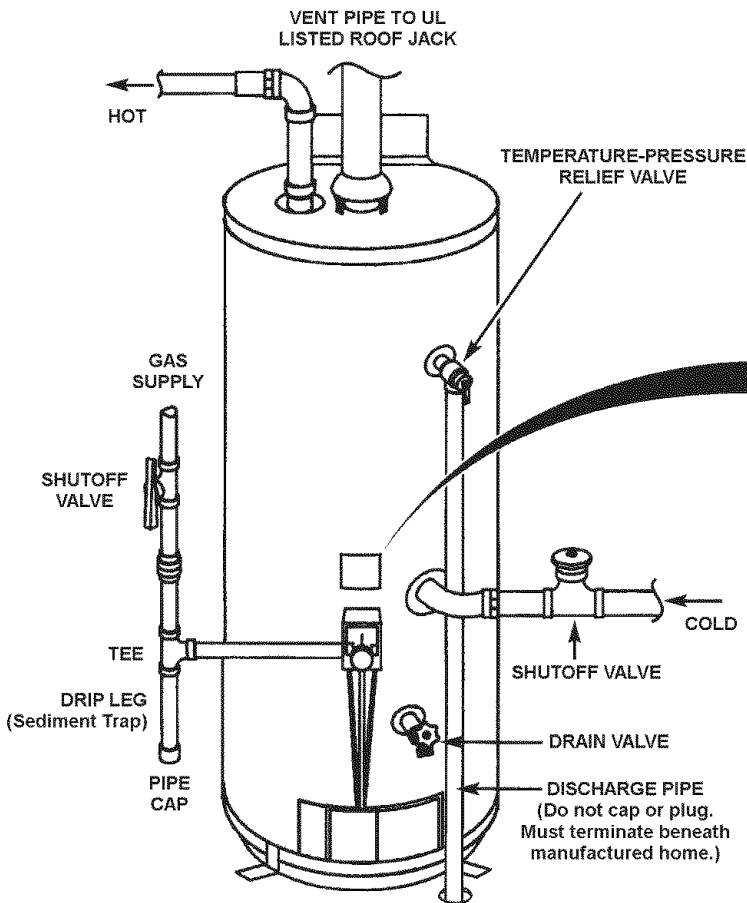 VENT PIPE TO UL
LISTED ROOF JACK
HOT
TEMPERATURE-PRESSURE
RELIEF VALVE
GAS
SUPPLY
SHUTOFF
VALVE
COLD
TEE
SHUTOFF VALVE
DRIP LEG
(Sediment Trap)
DRAIN VALVE
PIPE
CAP
DISCHARGE PIPE
(Do not cap or plug.
Must terminate beneath
manufactured home.)